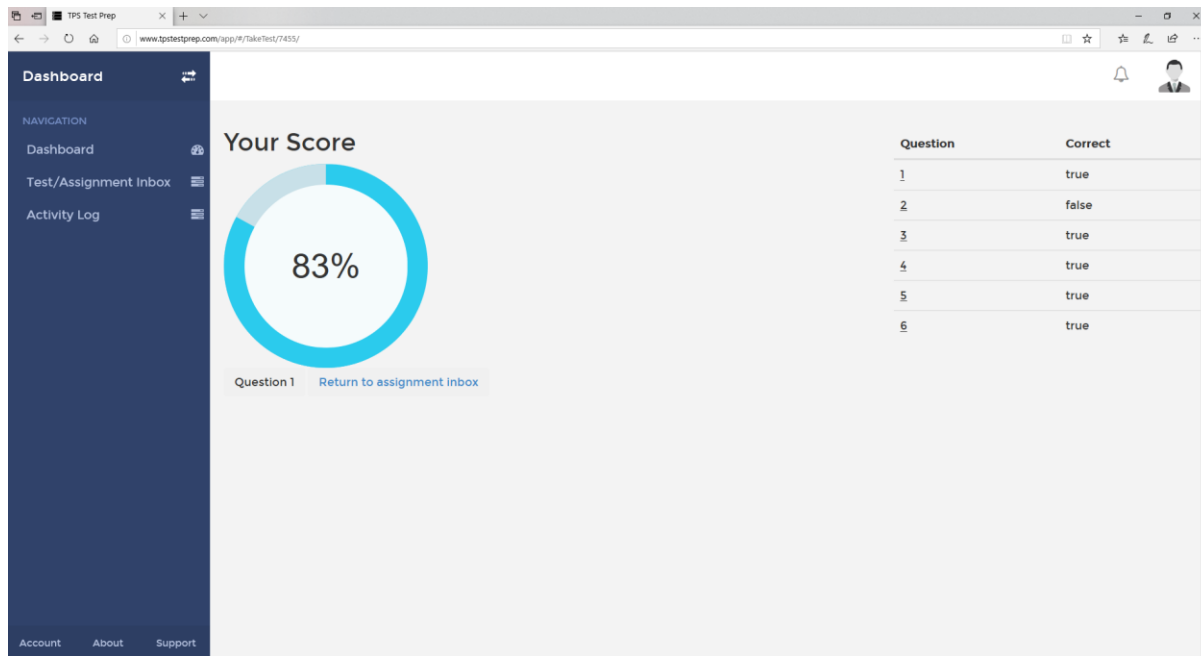 TPS Test Prep
www.tpstestprep.com/app/#/TakeTest/7455/
Dashboard
NAVIGATION
Dashboard
Test/Assignment Inbox
Activity Log
Account About Support
Your Score
83%
Question 1 Return to assignment inbox
Question Correct
1 true
2 false
3 true
4 true
5 true
6 true